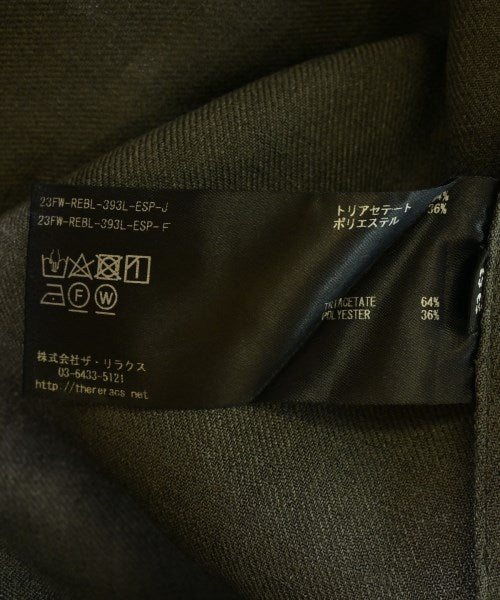 23FW-REBL-393L-ESP-J
23FW-REBL-393L-ESP-F
トリアセテート
ポリエステル 36%
F W
TRIACETATE 64%
POLYESTER 36%
株式会社ザ・リラクス
03-6433-5121
http://thereracs.net